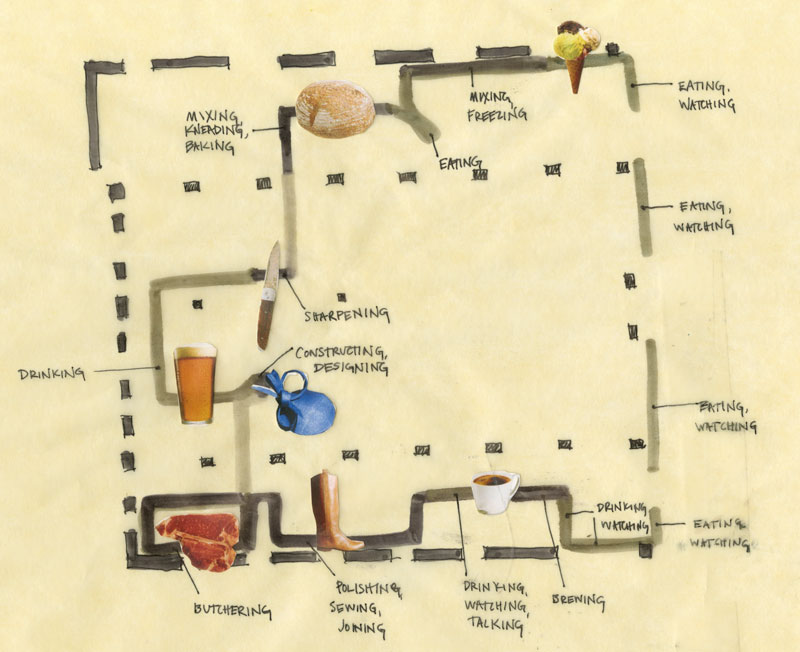 EATING,
WATCHING
MIXING,
FREEZING
MIXING,
KNEADING,
BAKING
EATING
EATING,
WATCHING
SHARPENING
CONSTRUCTING,
DESIGNING
DRINKING
EATING,
WATCHING
DRINKING
WATCHING
EATING
WATCHING
BUTCHERING
POLISHING,
SEWING,
JOINING
DRINKING,
WATCHING,
TALKING
BREWING